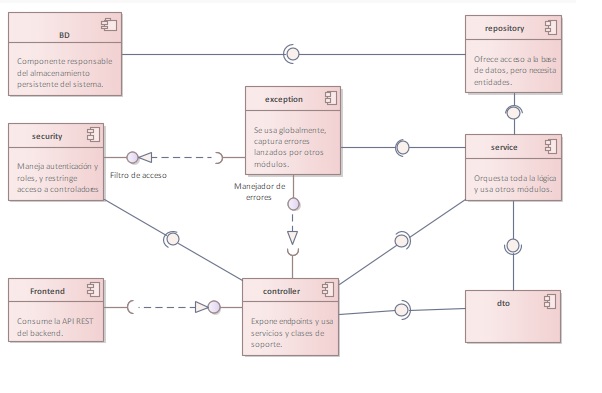 BD
Componente responsable
del almacenamiento
persistente del sistema.
repository
Ofrece acceso a la base
de datos, pero necesita
entidades.
exception
Se usa globalmente,
captura errores
lanzados por otros
módulos.
security
Maneja autenticación y
roles, y restringe
acceso a controladores
Filtro de acceso
service
Orquesta toda la lógica
y usa otros módulos.
Manejador de
errores
Frontend
Consume la API REST
del backend.
controller
Expone endpoints y usa
servicios y clases de
soporte.
dto